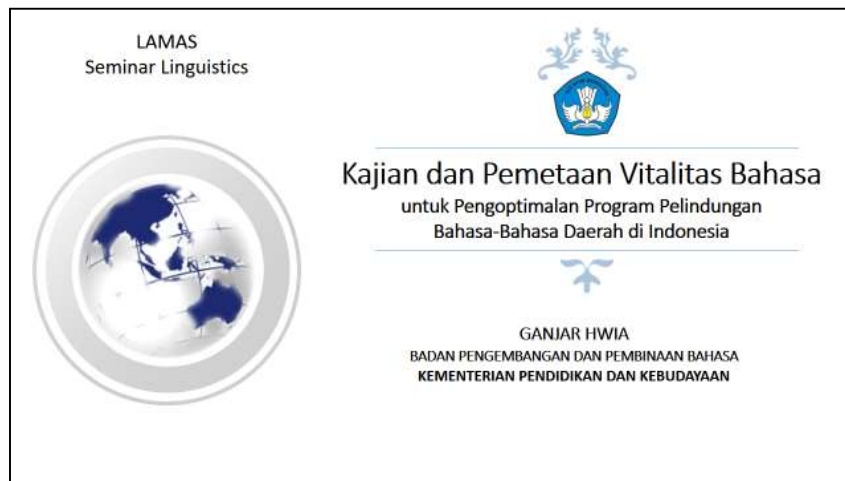 LAMAS
Seminar Linguistics
Kajian dan Pemetaan Vitalitas Bahasa
untuk Pengoptimalan Program Pelindungan
Bahasa-Bahasa Daerah di Indonesia
GANJAR HWIA
BADAN PENGEMBANGAN DAN PEMBINAAN BAHASA
KEMENTERIAN PENDIDIKAN DAN KEBUDAYAAN